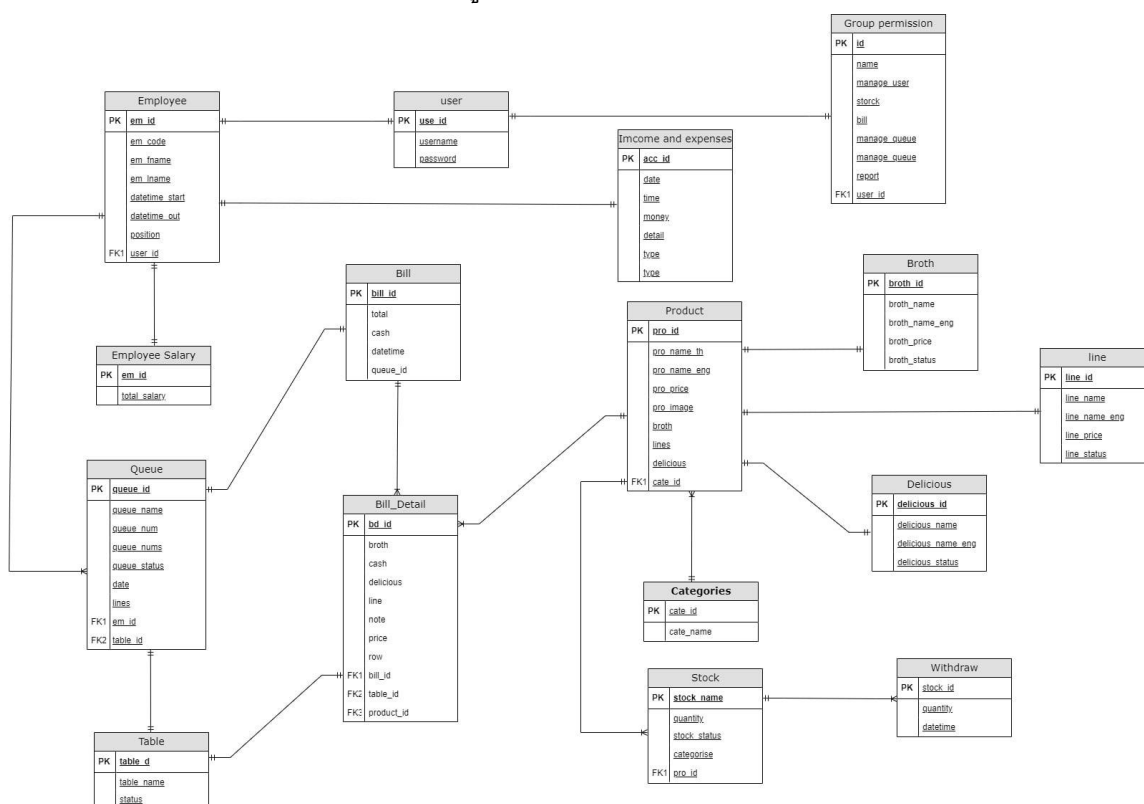 Group permission
PK id
name
manage_user
storck
bill
manage_queue
manage_queue
report
FK1 user_id
Employee
PK em_id
em_code
em_fname
em_lname
datetime_start
datetime_out
position
FK1 user_id
user
PK use_id
username
password
Imcome and expenses
PK acc_id
date
time
money
detail
type
type
Broth
PK broth_id
broth_name
broth_name_eng
broth_price
broth_status
Bill
PK bill_id
total
cash
datetime
queue_id
Product
PK pro_id
pro_name_th
pro_name_eng
pro_price
pro_image
broth
lines
delicious
FK1 cate_id
Employee Salary
PK em_id
total_salary
line
PK line_id
line_name
line_name_eng
line_price
line_status
Queue
PK queue_id
queue_name
queue_num
queue_nums
queue_status
date
lines
FK1 em_id
FK2 table_id
Bill_Detail
PK bd_id
broth
cash
delicious
line
note
price
row
FK1 bill_id
FK2 table_id
FK3 product_id
Delicious
PK delicious_id
delicious_name
delicious_name_eng
delicious_status
Categories
PK cate_id
cate_name
Stock
PK stock_name
quantity
stock_status
categorise
FK1 pro_id
Withdraw
PK stock_id
quantity
datetime
Table
PK table_d
table_name
status